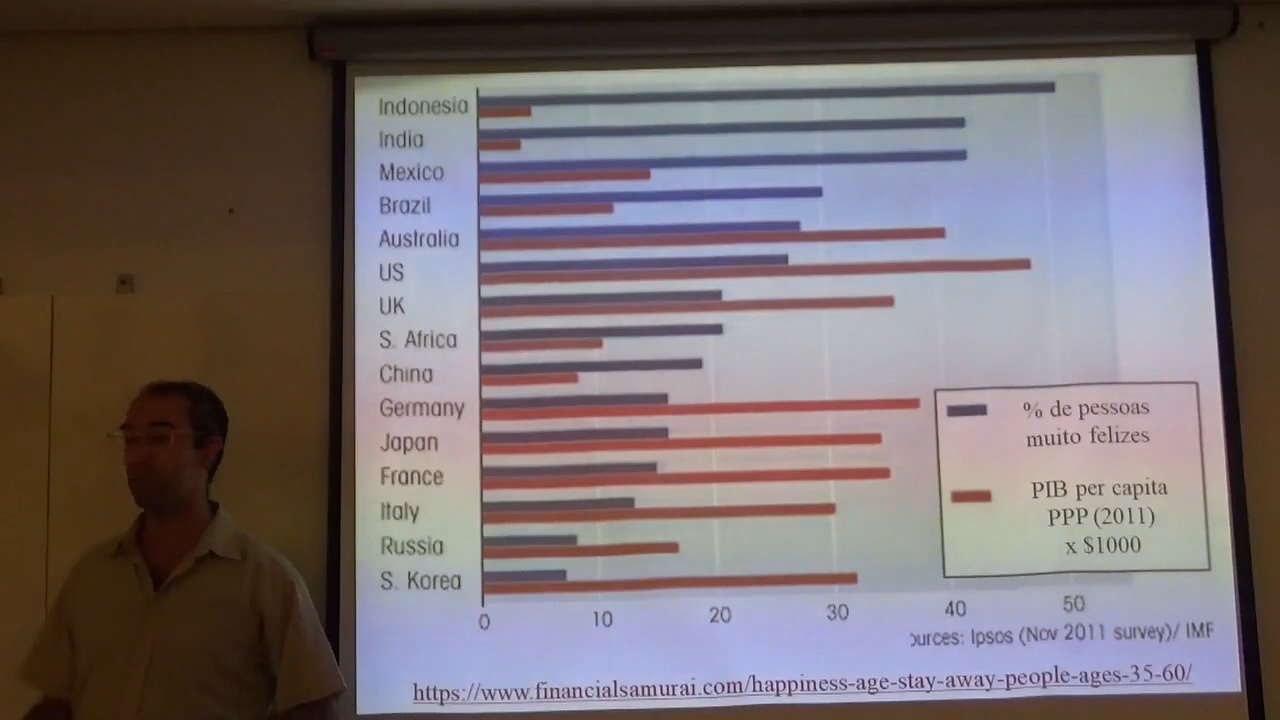 Indonesia
India
Mexico
Brazil
Australia
US
UK
S. Africa
China
Germany
Japan
France
Italy
Russia
S. Korea
% de pessoas
muito felizes
PIB per capita
PPP (2011)
x $1000
0 10 20 30 40 50
ources: Ipsos (Nov 2011 survey)/ IMF
https://www.financialsamurai.com/happiness-age-stay-away-people-ages-35-60/